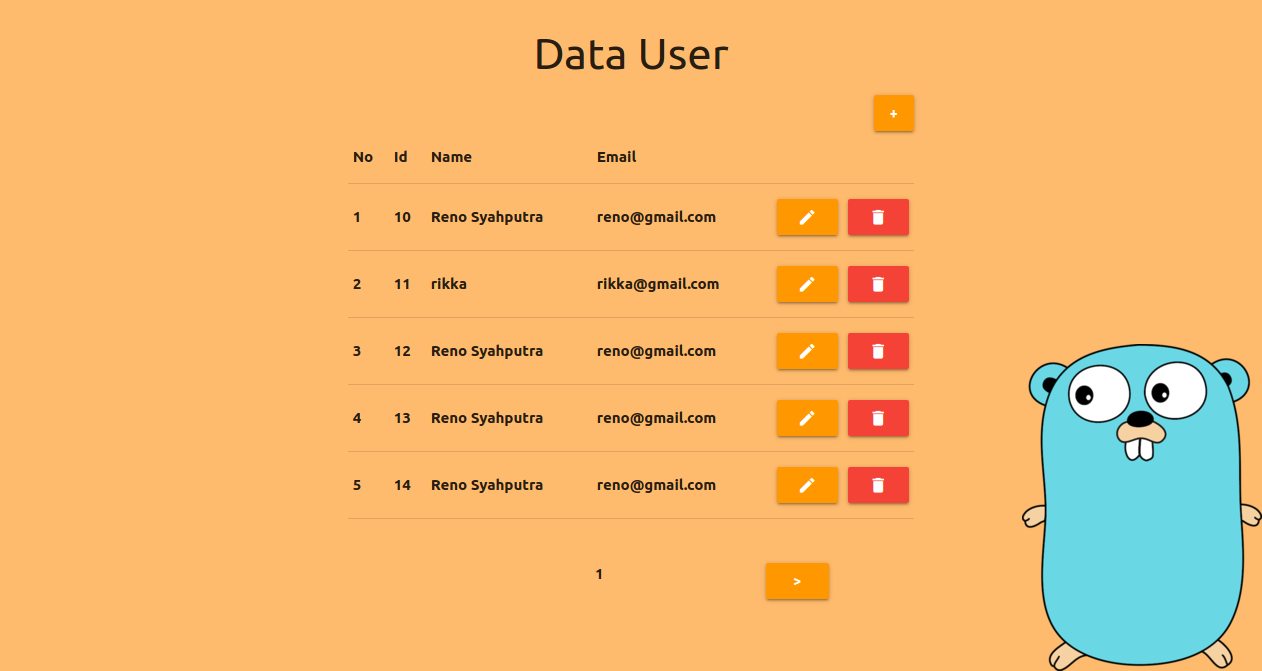 Data User
+
No Id Name Email
1 10 Reno Syahputra reno@gmail.com
2 11 rikka rikka@gmail.com
3 12 Reno Syahputra reno@gmail.com
4 13 Reno Syahputra reno@gmail.com
5 14 Reno Syahputra reno@gmail.com
1 >